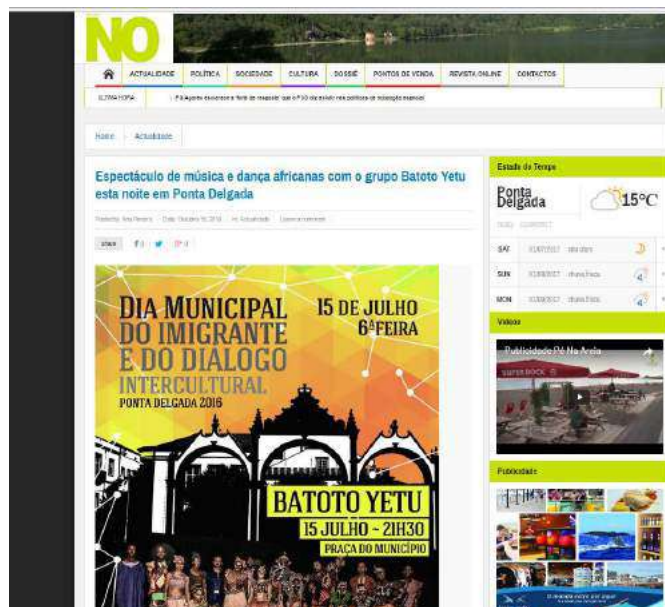 NO
ACTUALIDADE POLÍTICA SOCIEDADE CULTURA DOSSIÊ PONTOS DE VENDA REVISTA ONLINE CONTACTOS
ÚLTIMA HORA
Home Actualidade
Espectáculo de música e dança africanas com o grupo Batoto Yetu
esta noite em Ponta Delgada
DIA MUNICIPAL
DO IMIGRANTE
E DO DIALOGO
INTERCULTURAL
PONTA DELGADA 2016
15 DE JULHO
6ªFEIRA
BATOTO YETU
15 JULHO - 21H30
PRAÇA DO MUNICÍPIO
Estado do Tempo
Ponta
Delgada
15°C
SAT
SUN
MON
Vídeos
Publicidade Pé Na Areia
SUPER BOCK
Publicidade